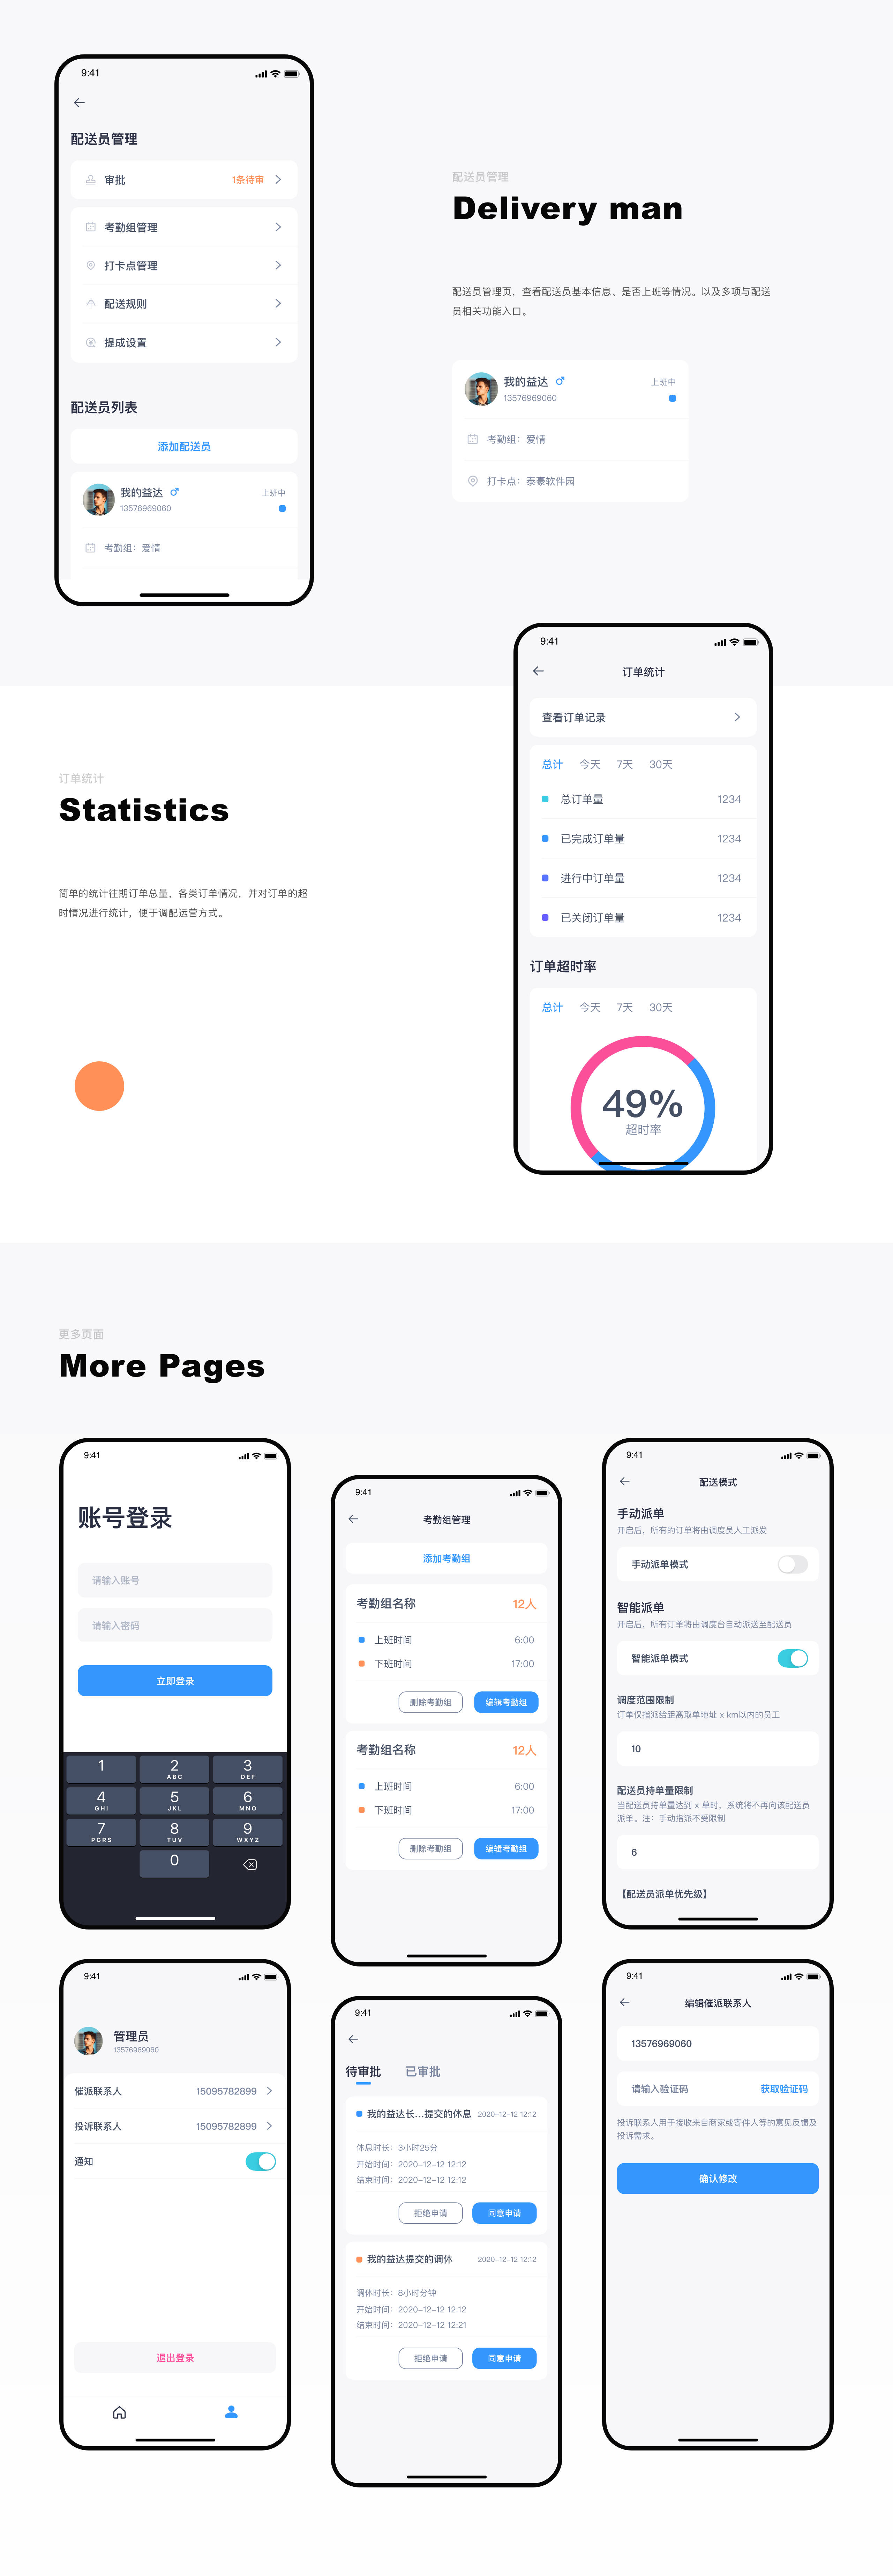 9:41
配送员管理
审批
1条待审
考勤组管理
打卡点管理
配送规则
提成设置
配送员列表
添加配送员
我的益达
上班中
13576969060
考勤组：爱情
配送员管理
Delivery man
配送员管理页，查看配送员基本信息、是否上班等情况。以及多项与配送
员相关功能入口。
我的益达
上班中
13576969060
考勤组：爱情
打卡点：泰豪软件园
订单统计
Statistics
简单的统计往期订单总量，各类订单情况，并对订单的超
时情况进行统计，便于调配运营方式。
9:41
订单统计
查看订单记录
总计 今天 7天 30天
总订单量 1234
已完成订单量 1234
进行中订单量 1234
已关闭订单量 1234
订单超时率
总计 今天 7天 30天
49%
超时率
更多页面
More Pages
9:41
账号登录
请输入账号
请输入密码
立即登录
1 2 3
ABC DEF
4 5 6
GHI JKL MNO
7 8 9
PGRS TUV WXYZ
0
9:41
考勤组管理
添加考勤组
考勤组名称 12人
上班时间 6:00
下班时间 17:00
删除考勤组 编辑考勤组
考勤组名称 12人
上班时间 6:00
下班时间 17:00
删除考勤组 编辑考勤组
9:41
配送模式
手动派单
开启后，所有的订单将由调度员人工派发
手动派单模式
智能派单
开启后，所有订单将由调度台自动派送至配送员
智能派单模式
调度范围限制
订单仅指派给距离取单地址 x km以内的员工
10
配送员持单量限制
当配送员持单量达到 x 单时，系统将不再向该配送员
派单。注：手动指派不受限制
6
【配送员派单优先级】
9:41
管理员
13576969060
催派联系人 15095782899
投诉联系人 15095782899
通知
退出登录
9:41
待审批 已审批
我的益达长...提交的休息 2020-12-12 12:12
休息时长：3小时25分
开始时间：2020-12-12 12:12
结束时间：2020-12-12 12:12
拒绝申请 同意申请
我的益达提交的调休 2020-12-12 12:12
调休时长：8小时分钟
开始时间：2020-12-12 12:12
结束时间：2020-12-12 12:21
拒绝申请 同意申请
9:41
编辑催派联系人
13576969060
请输入验证码 获取验证码
投诉联系人用于接收来自商家或寄件人等的意见反馈及
投诉需求。
确认修改